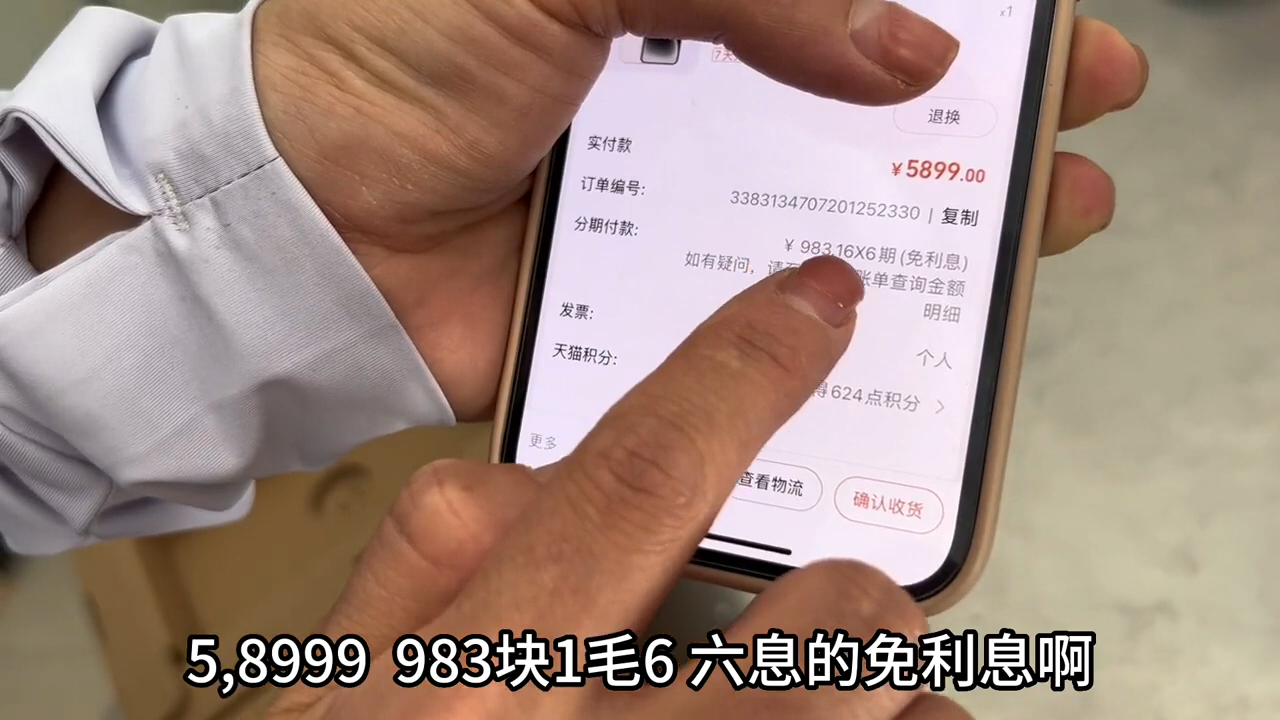 x1
7天
退换
实付款
¥5899.00
订单编号:
3383134707201252330 | 复制
分期付款:
¥ 983.16X6期(免利息)
如有疑问，请 账单查询金额
明细
发票:
个人
天猫积分:
得624点积分
更多
查看物流
确认收货
5,8999 983块1毛6 六息的免利息啊